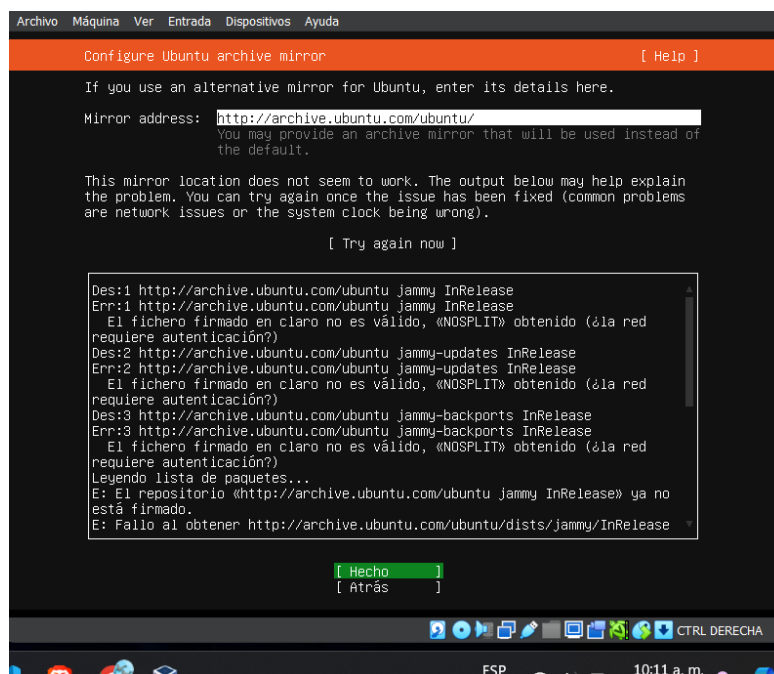 Archivo Máquina Ver Entrada Dispositivos Ayuda
Configure Ubuntu archive mirror [ Help ]
If you use an alternative mirror for Ubuntu, enter its details here.
Mirror address: http://archive.ubuntu.com/ubuntu/
You may provide an archive mirror that will be used instead of
the default.
This mirror location does not seem to work. The output below may help explain
the problem. You can try again once the issue has been fixed (common problems
are network issues or the system clock being wrong).
[ Try again now ]
Des:1 http://archive.ubuntu.com/ubuntu jammy InRelease
Err:1 http://archive.ubuntu.com/ubuntu jammy InRelease
El fichero firmado en claro no es válido, «NOSPLIT» obtenido (¿la red
requiere autenticación?)
Des:2 http://archive.ubuntu.com/ubuntu jammy-updates InRelease
Err:2 http://archive.ubuntu.com/ubuntu jammy-updates InRelease
El fichero firmado en claro no es válido, «NOSPLIT» obtenido (¿la red
requiere autenticación?)
Des:3 http://archive.ubuntu.com/ubuntu jammy-backports InRelease
Err:3 http://archive.ubuntu.com/ubuntu jammy-backports InRelease
El fichero firmado en claro no es válido, «NOSPLIT» obtenido (¿la red
requiere autenticación?)
Leyendo lista de paquetes...
E: El repositorio «http://archive.ubuntu.com/ubuntu jammy InRelease» ya no
está firmado.
E: Fallo al obtener http://archive.ubuntu.com/ubuntu/dists/jammy/InRelease
[ Hecho ]
[ Atrás ]
CTRL DERECHA
ESP
10:11 a. m.